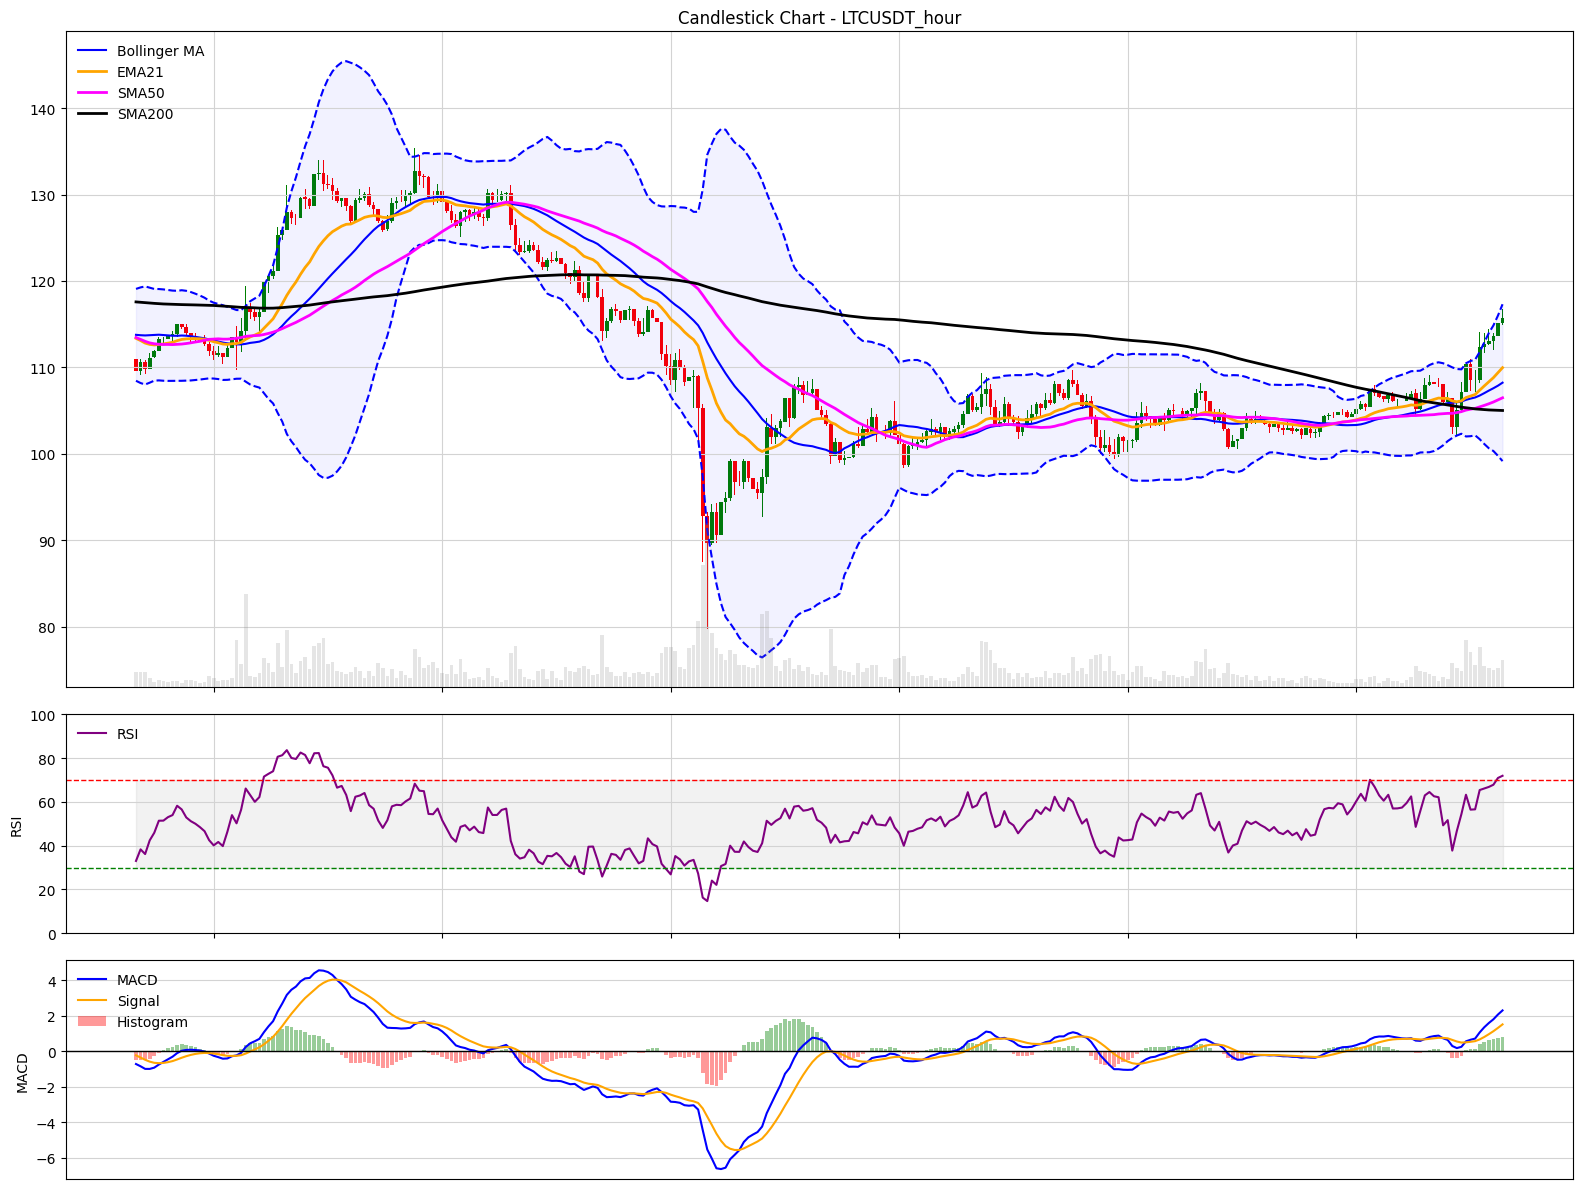 Candlestick Chart - LTCUSDT_hour
Bollinger MA
EMA21
SMA50
SMA200
140
130
120
110
100
90
80
100
80
60
40
20
0
RSI
RSI
4
2
0
−2
−4
−6
MACD
MACD
Signal
Histogram